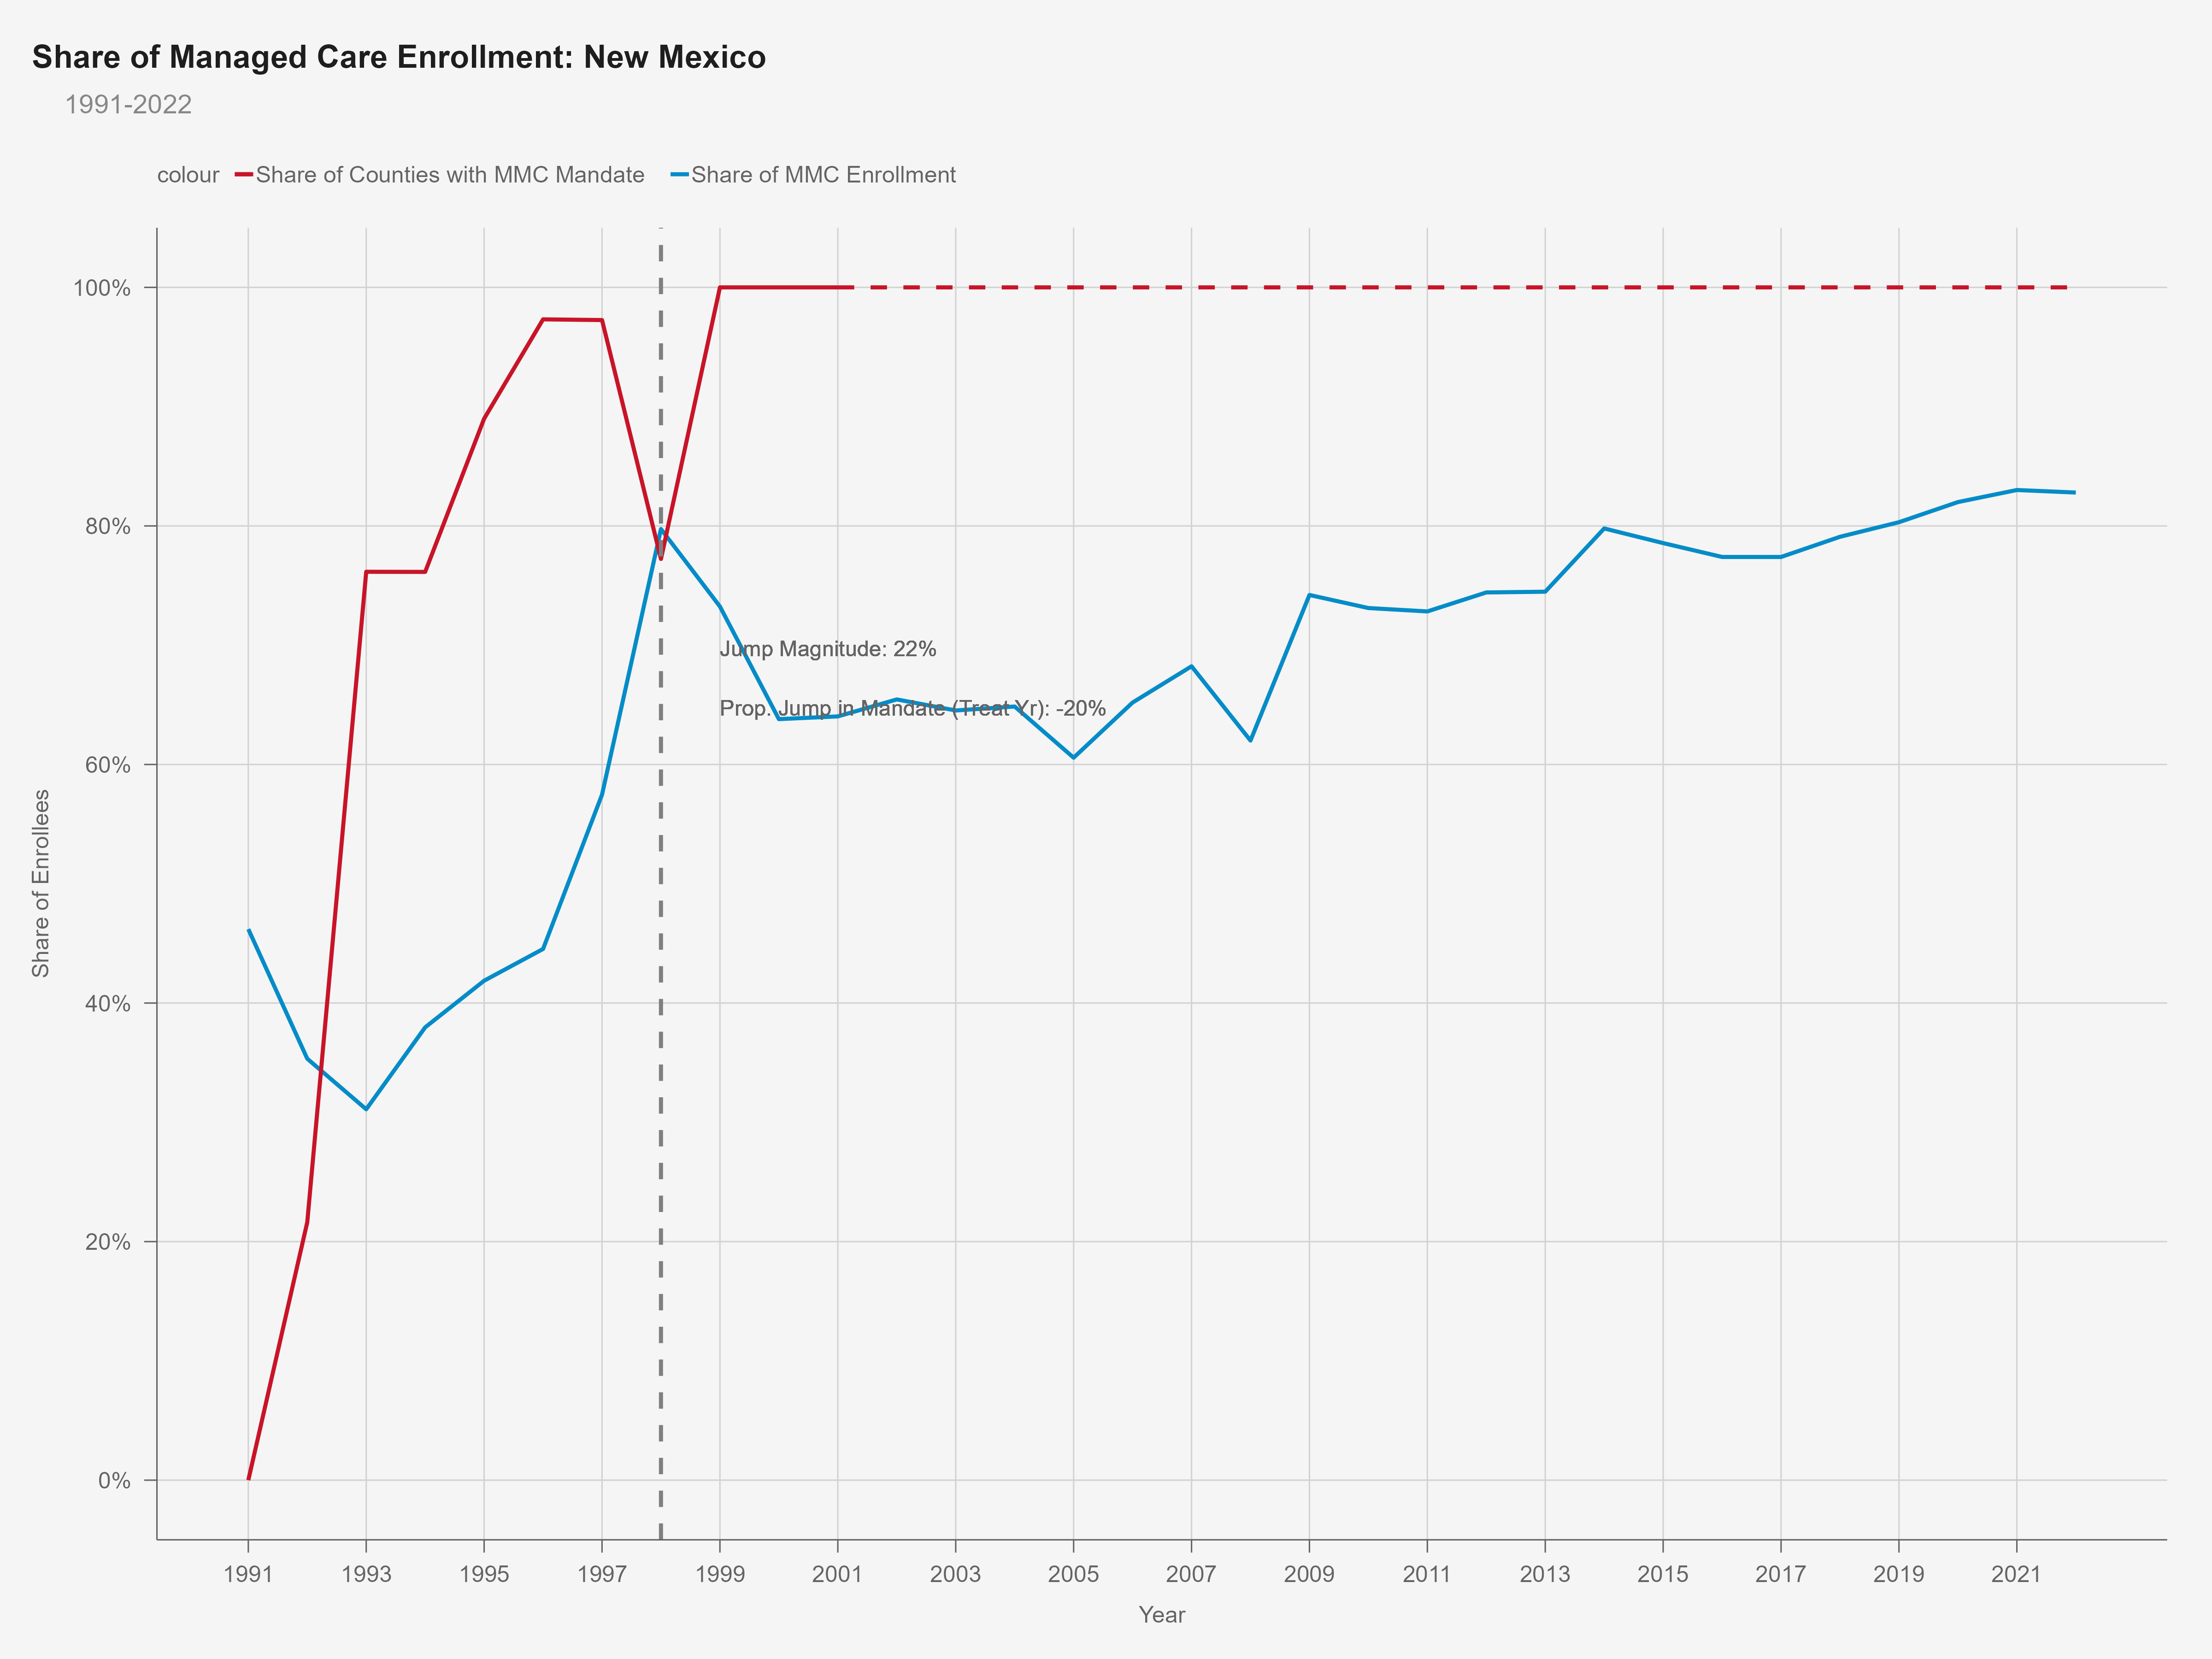 Share of Managed Care Enrollment: New Mexico
1991-2022
colour Share of Counties with MMC Mandate Share of MMC Enrollment
100%
80%
60%
40%
20%
0%
Share of Enrollees
Jump Magnitude: 22%
Prop. Jump in Mandate (Treat Yr): -20%
1991 1993 1995 1997 1999 2001 2003 2005 2007 2009 2011 2013 2015 2017 2019 2021
Year